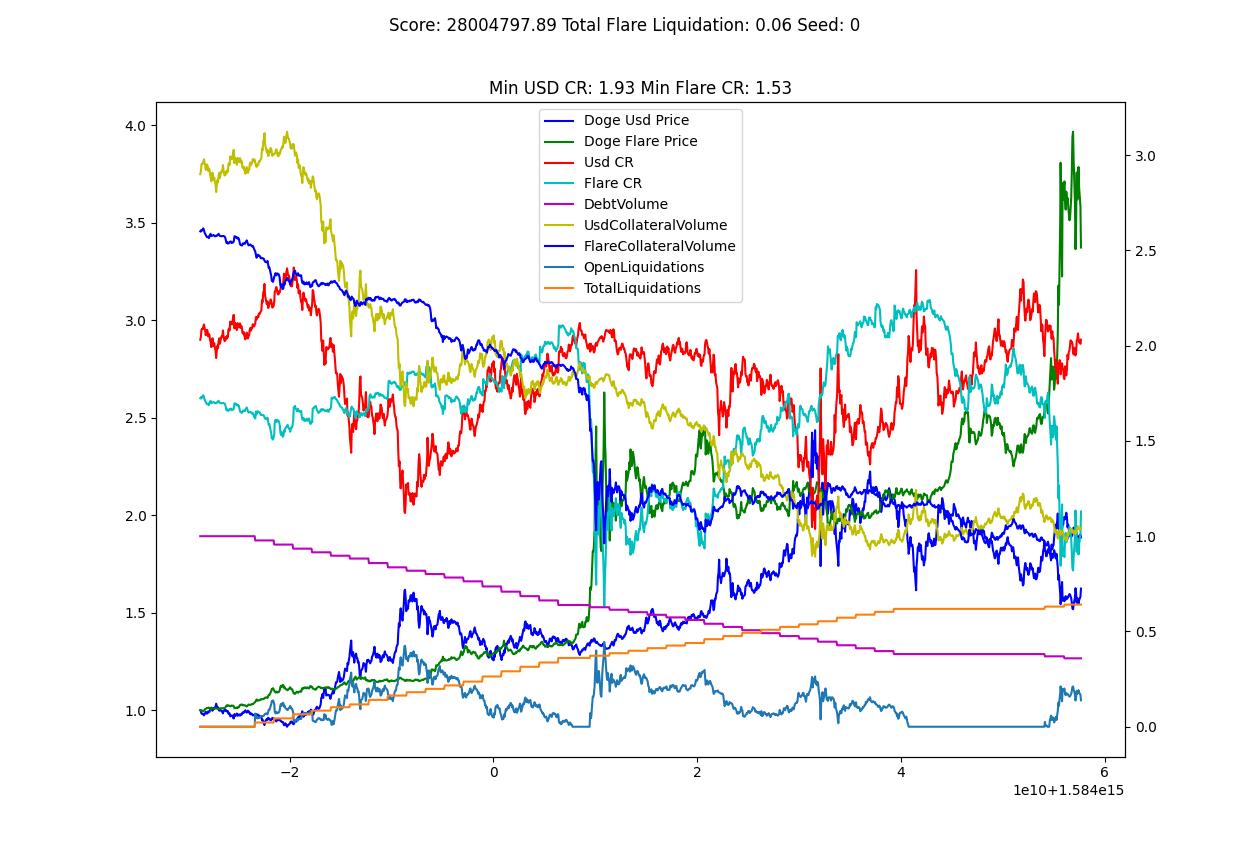 Score: 28004797.89 Total Flare Liquidation: 0.06 Seed: 0
Min USD CR: 1.93 Min Flare CR: 1.53
Doge Usd Price
Doge Flare Price
Usd CR
Flare CR
DebtVolume
UsdCollateralVolume
FlareCollateralVolume
OpenLiquidations
TotalLiquidations
4.0
3.5
3.0
2.5
2.0
1.5
1.0
3.0
2.5
2.0
1.5
1.0
0.5
0.0
−2 0 2 4 6
1e10+1.584e15